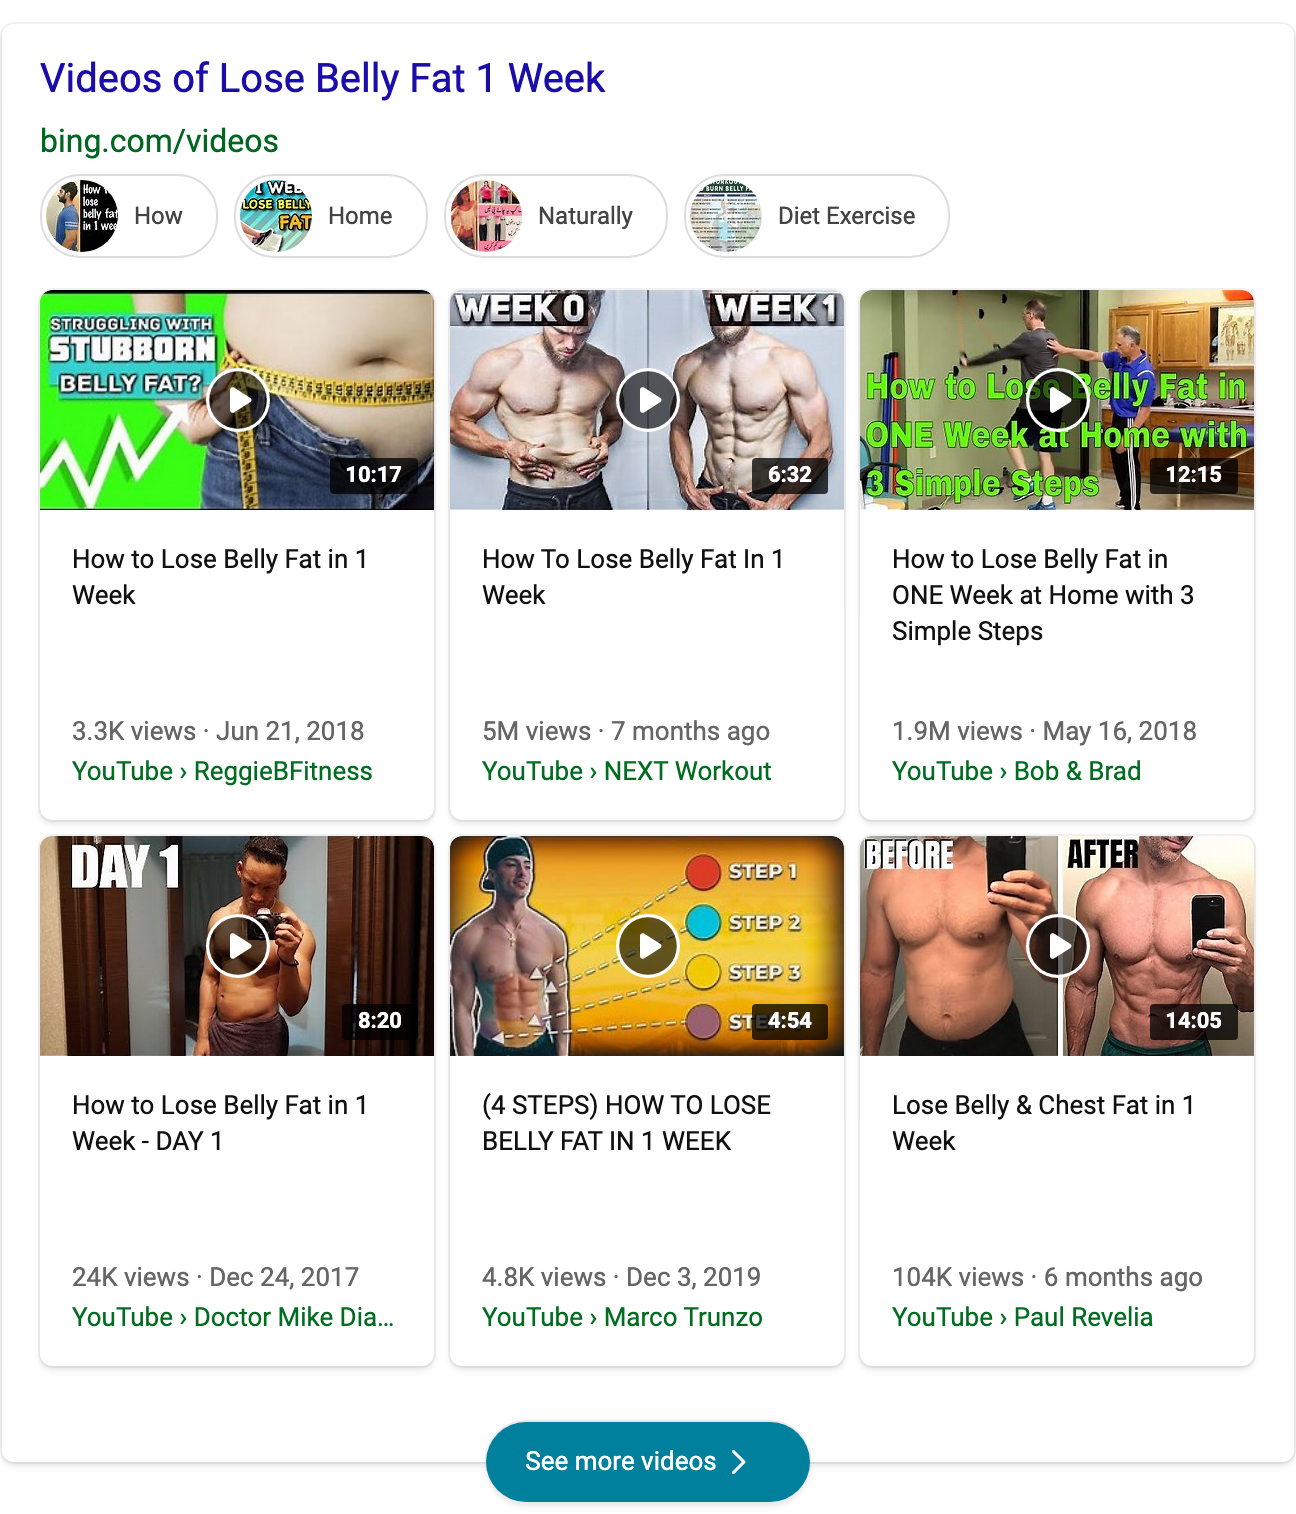 Videos of Lose Belly Fat 1 Week
bing.com/videos
How
lose
belly fat
in 1 week
How
1 WEEK
LOSE BELLY
FAT
Home
Naturally
BURN BELLY
Diet Exercise
STRUGGLING WITH
STUBBORN
BELLY FAT?
10:17
WEEK 0
WEEK 1
6:32
How to Lose Belly Fat in
ONE Week at Home with
3 Simple Steps
12:15
How to Lose Belly Fat in 1
Week
How To Lose Belly Fat In 1
Week
How to Lose Belly Fat in
ONE Week at Home with 3
Simple Steps
3.3K views · Jun 21, 2018
YouTube › ReggieBFitness
5M views · 7 months ago
YouTube › NEXT Workout
1.9M views · May 16, 2018
YouTube › Bob & Brad
DAY 1
8:20
STEP 1
STEP 2
STEP 3
ST
4:54
BEFORE
AFTER
14:05
How to Lose Belly Fat in 1
Week - DAY 1
(4 STEPS) HOW TO LOSE
BELLY FAT IN 1 WEEK
Lose Belly & Chest Fat in 1
Week
24K views · Dec 24, 2017
YouTube › Doctor Mike Dia...
4.8K views · Dec 3, 2019
YouTube › Marco Trunzo
104K views · 6 months ago
YouTube › Paul Revelia
See more videos